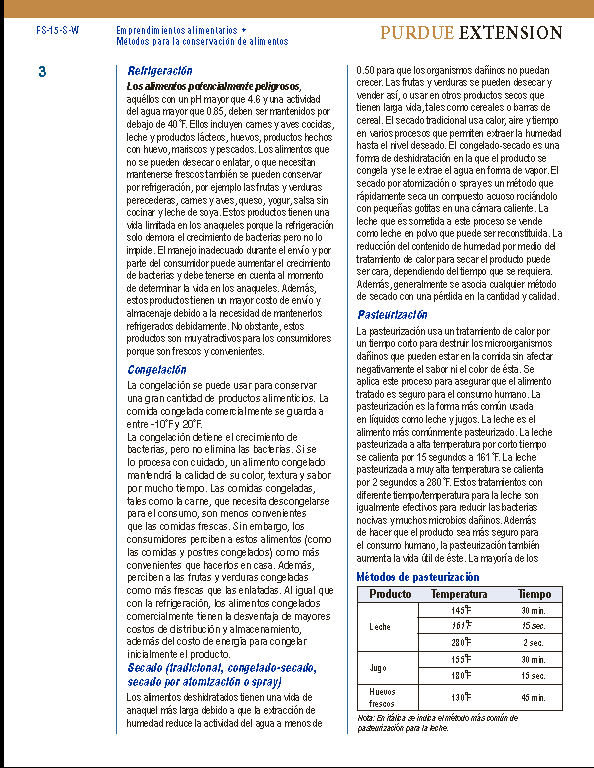 FS-15-S-W
Emprendimientos alimentarios •
Métodos para la conservación de alimentos
PURDUE EXTENSION
3
Refrigeración
Los alimentos potencialmente peligrosos,
aquéllos con un pH mayor que 4.6 y una actividad
del agua mayor que 0.85, deben ser mantenidos por
debajo de 40˚F. Ellos incluyen carnes y aves cocidas,
leche y productos lácteos, huevos, productos hechos
con huevo, mariscos y pescados. Los alimentos que
no se pueden desecar o enlatar, o que necesitan
mantenerse frescos también se pueden conservar
por refrigeración, por ejemplo las frutas y verduras
perecederas, carnes y aves, queso, yogur, salsa sin
cocinar y leche de soya. Estos productos tienen una
vida limitada en los anaqueles porque la refrigeración
solo demora el crecimiento de bacterias pero no lo
impide. El manejo inadecuado durante el envío y por
parte del consumidor puede aumentar el crecimiento
de bacterias y debe tenerse en cuenta al momento
de determinar la vida en los anaqueles. Además,
estos productos tienen un mayor costo de envío y
almacenaje debido a la necesidad de mantenerlos
refrigerados debidamente. No obstante, estos
productos son muy atractivos para los consumidores
porque son frescos y convenientes.
Congelación
La congelación se puede usar para conservar
una gran cantidad de productos alimenticios. La
comida congelada comercialmente se guarda a
entre -10˚F y 20˚F.
La congelación detiene el crecimiento de
bacterias, pero no elimina las bacterias. Si se
lo procesa con cuidado, un alimento congelado
mantendrá la calidad de su color, textura y sabor
por mucho tiempo. Las comidas congeladas,
tales como la carne, que necesita descongelarse
para el consumo, son menos convenientes
que las comidas frescas. Sin embargo, los
consumidores perciben a estos alimentos (como
las comidas y postres congelados) como más
convenientes que hacerlos en casa. Además,
perciben a las frutas y verduras congeladas
como más frescas que las enlatadas. Al igual que
con la refrigeración, los alimentos congelados
comercialmente tienen la desventaja de mayores
costos de distribución y almacenamiento,
además del costo de energía para congelar
inicialmente el producto.
Secado (tradicional, congelado-secado,
secado por atomización o spray)
Los alimentos deshidratados tienen una vida de
anaquel más larga debido a que la extracción de
humedad reduce la actividad del agua a menos de
0.50 para que los organismos dañinos no puedan
crecer. Las frutas y verduras se pueden desecar y
vender así, o usar en otros productos secos que
tienen larga vida, tales como cereales o barras de
cereal. El secado tradicional usa calor, aire y tiempo
en varios procesos que permiten extraer la humedad
hasta el nivel deseado. El congelado-secado es una
forma de deshidratación en la que el producto se
congela y se le extrae el agua en forma de vapor. El
secado por atomización o spray es un método que
rápidamente seca un compuesto acuoso rociándolo
con pequeñas gotitas en una cámara caliente. La
leche que es sometida a este proceso se vende
como leche en polvo que puede ser reconstituida. La
reducción del contenido de humedad por medio del
tratamiento de calor para secar el producto puede
ser cara, dependiendo del tiempo que se requiera.
Además, generalmente se asocia cualquier método
de secado con una pérdida en la cantidad y calidad.
Pasteurización
La pasteurización usa un tratamiento de calor por
un tiempo corto para destruir los microorganismos
dañinos que pueden estar en la comida sin afectar
negativamente el sabor ni el color de ésta. Se
aplica este proceso para asegurar que el alimento
tratado es seguro para el consumo humano. La
pasteurización es la forma más común usada
en líquidos como leche y jugos. La leche es el
alimento más comúnmente pasteurizado. La leche
pasteurizada a alta temperatura por corto tiempo
se calienta por 15 segundos a 161˚F. La leche
pasteurizada a muy alta temperatura se calienta
por 2 segundos a 280˚F. Estos tratamientos con
diferente tiempo/temperatura para la leche son
igualmente efectivos para reducir las bacterias
nocivas y muchos microbios dañinos. Además
de hacer que el producto sea más seguro para
el consumo humano, la pasteurización también
aumenta la vida útil de éste. La mayoría de los
Métodos de pasteurización
Producto Temperatura Tiempo
Leche
145˚F 30 min.
161˚F 15 sec.
280˚F 2 sec.
Jugo
155˚F 30 min.
180˚F 15 sec.
Huevos
frescos
130˚F 45 min.
Nota: En itálica se indica el método más común de
pasteurización para la leche.